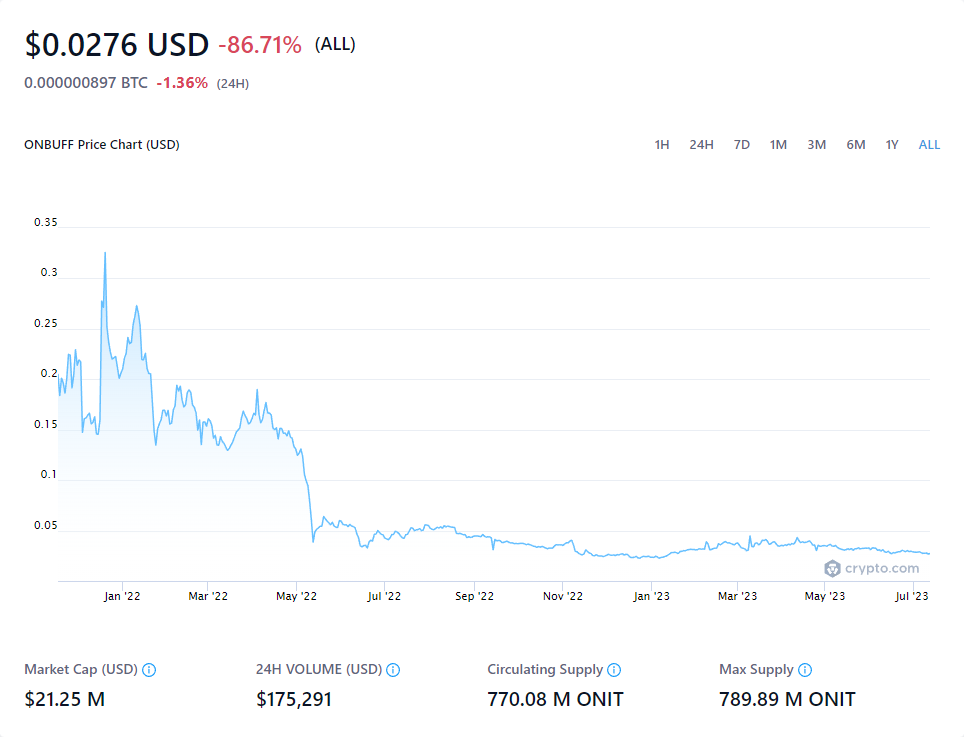 $0.0276 USD -86.71% (ALL)
0.000000897 BTC -1.36% (24H)
ONBUFF Price Chart (USD) 1H 24H 7D 1M 3M 6M 1Y ALL
0.35
0.3
0.25
0.2
0.15
0.1
0.05
crypto.com
Jan '22 Mar '22 May '22 Jul '22 Sep '22 Nov '22 Jan '23 Mar '23 May '23 Jul '23
Market Cap (USD) 24H VOLUME (USD) Circulating Supply Max Supply
$21.25 M $175,291 770.08 M ONIT 789.89 M ONIT